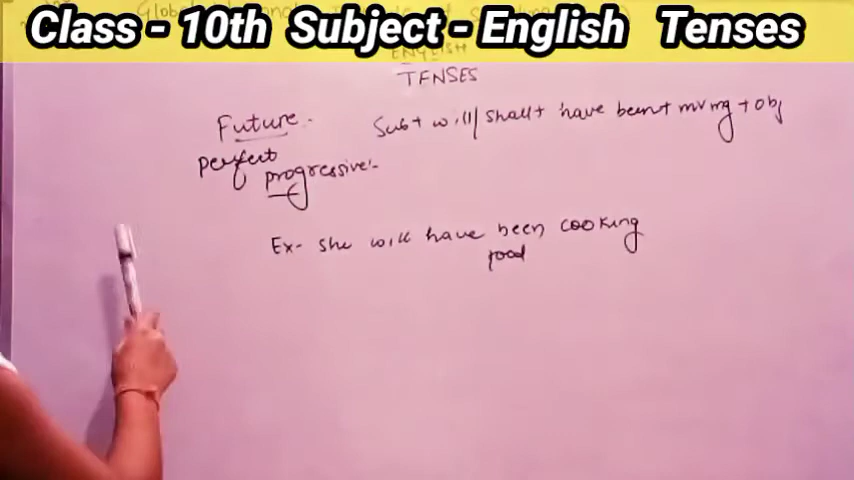 Class - 10th Subject - English Tenses
ENGLISH
TENSES
Future - Sub+ will/shall+ have been+ mv ing + obj
perfect
progressive:-
Ex- she will have been cooking
food